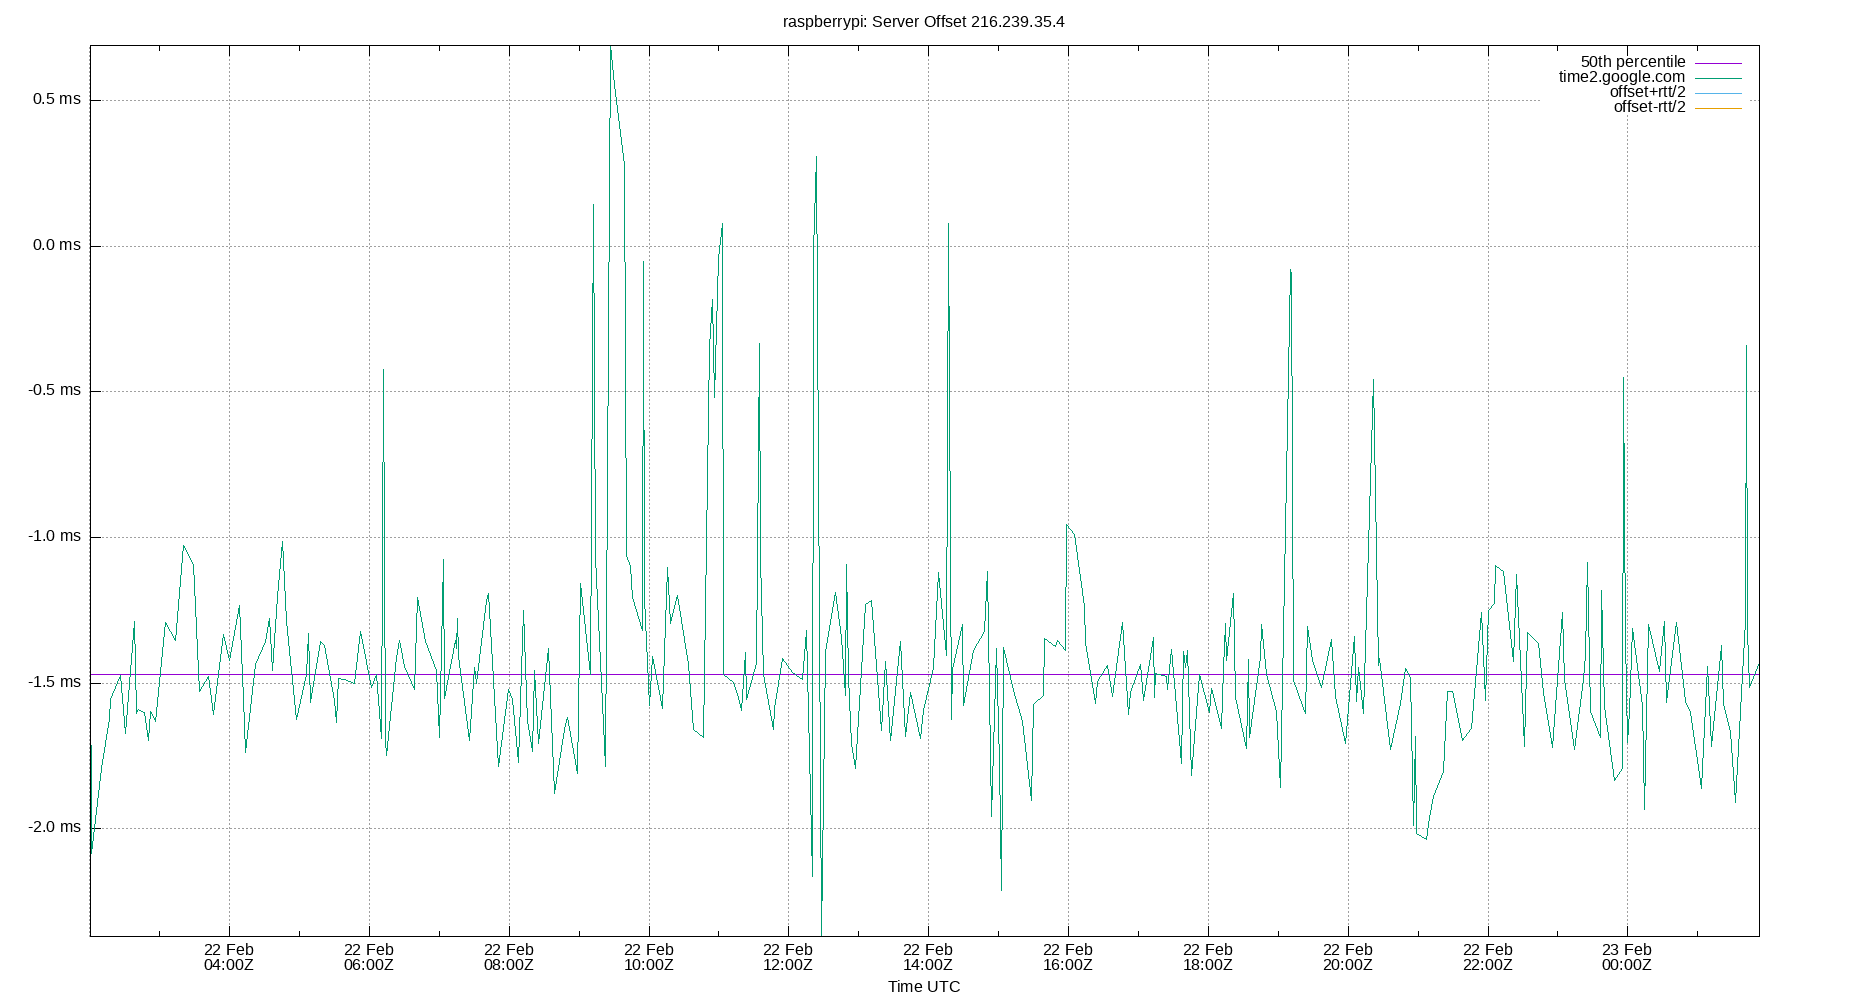 raspberrypi: Server Offset 216.239.35.4
50th percentile
time2.google.com
offset+rtt/2
offset-rtt/2
0.5 ms
0.0 ms
-0.5 ms
-1.0 ms
-1.5 ms
-2.0 ms
22 Feb 22 Feb 22 Feb 22 Feb 22 Feb 22 Feb 22 Feb 22 Feb 22 Feb 22 Feb 23 Feb
04:00Z 06:00Z 08:00Z 10:00Z 12:00Z 14:00Z 16:00Z 18:00Z 20:00Z 22:00Z 00:00Z
Time UTC